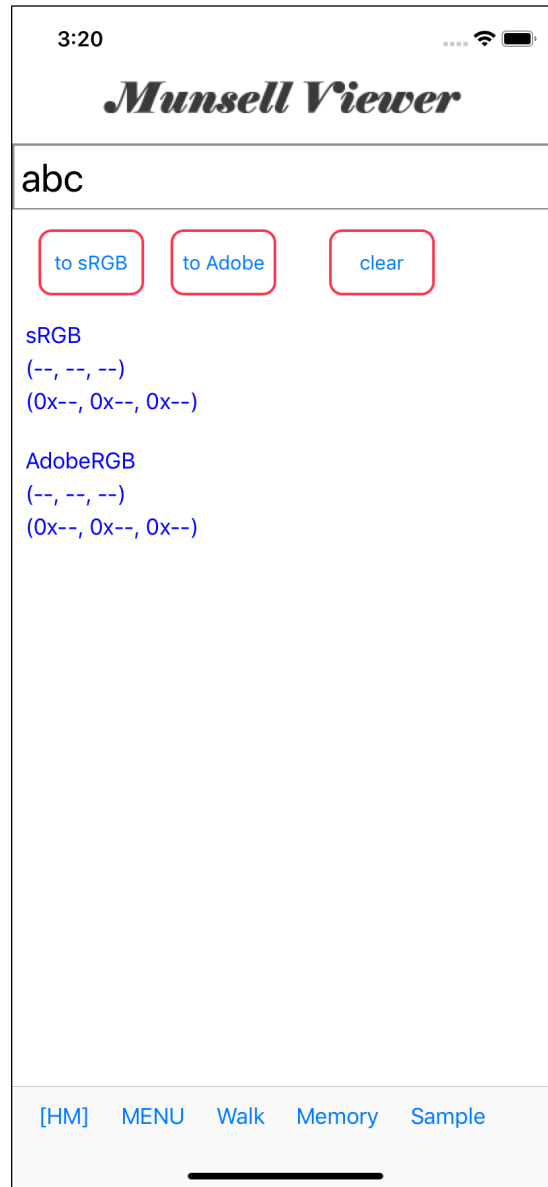 3:20
Munsell Viewer
abc
to sRGB to Adobe clear
sRGB
(--, --, --)
(0x--, 0x--, 0x--)
AdobeRGB
(--, --, --)
(0x--, 0x--, 0x--)
[HM] MENU Walk Memory Sample